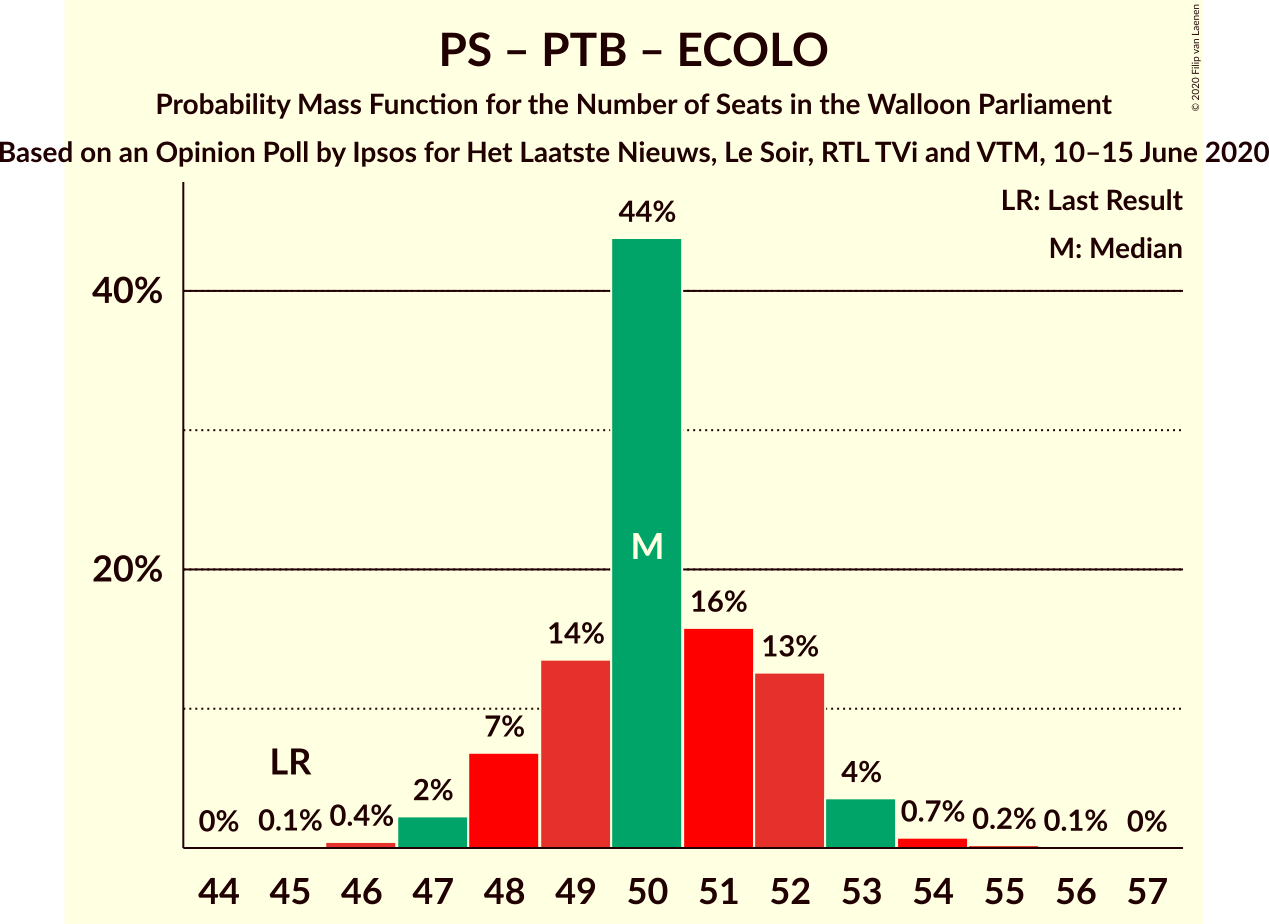 PS – PTB – ECOLO
Probability Mass Function for the Number of Seats in the Walloon Parliament
Based on an Opinion Poll by Ipsos for Het Laatste Nieuws, Le Soir, RTL TVi and VTM, 10–15 June 2020
© 2020 Filip van Laenen
LR: Last Result
M: Median
44%
40%
M
20%
16%
14%
13%
7%
LR
4%
2%
0% 0.1% 0.4% 0.7% 0.2% 0.1% 0%
44 45 46 47 48 49 50 51 52 53 54 55 56 57